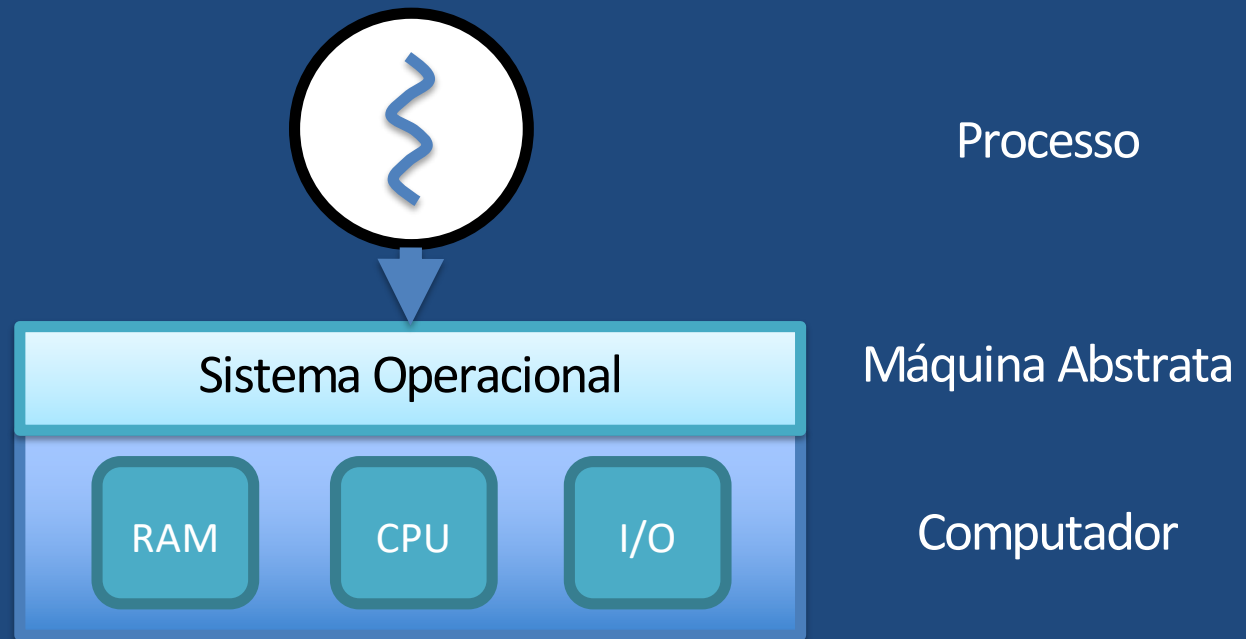 Processo
Sistema Operacional
Máquina Abstrata
RAM
CPU
I/O
Computador